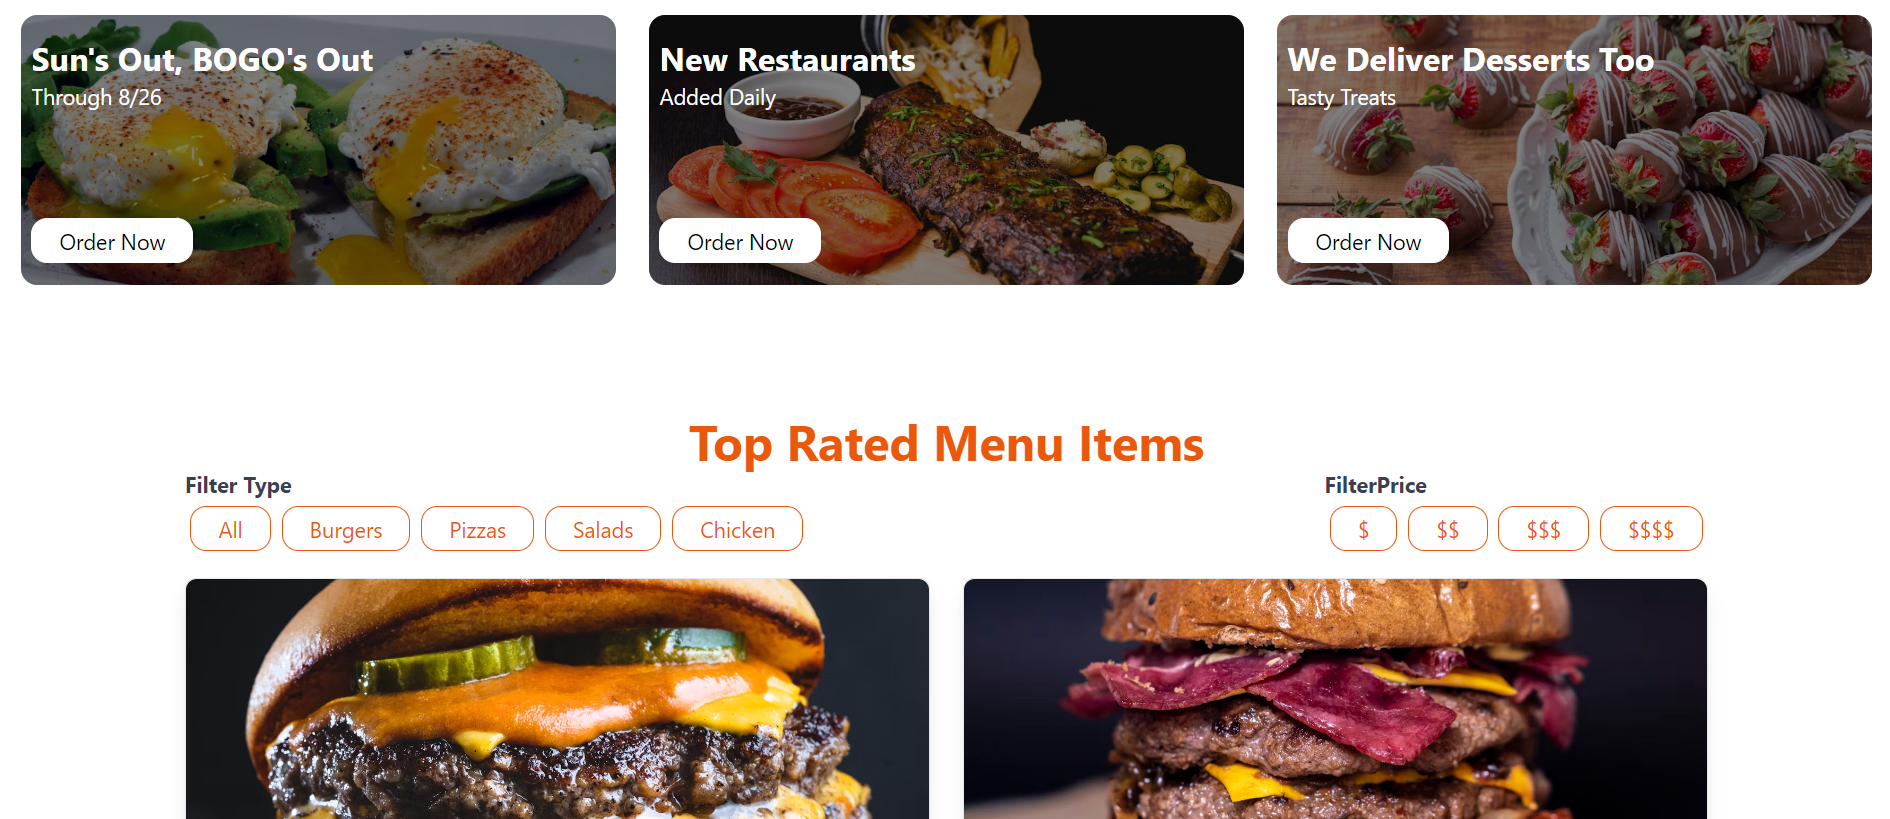 Sun's Out, BOGO's Out
Through 8/26
Order Now
New Restaurants
Added Daily
Order Now
We Deliver Desserts Too
Tasty Treats
Order Now
Top Rated Menu Items
Filter Type
All Burgers Pizzas Salads Chicken
FilterPrice
$ $$ $$$ $$$$